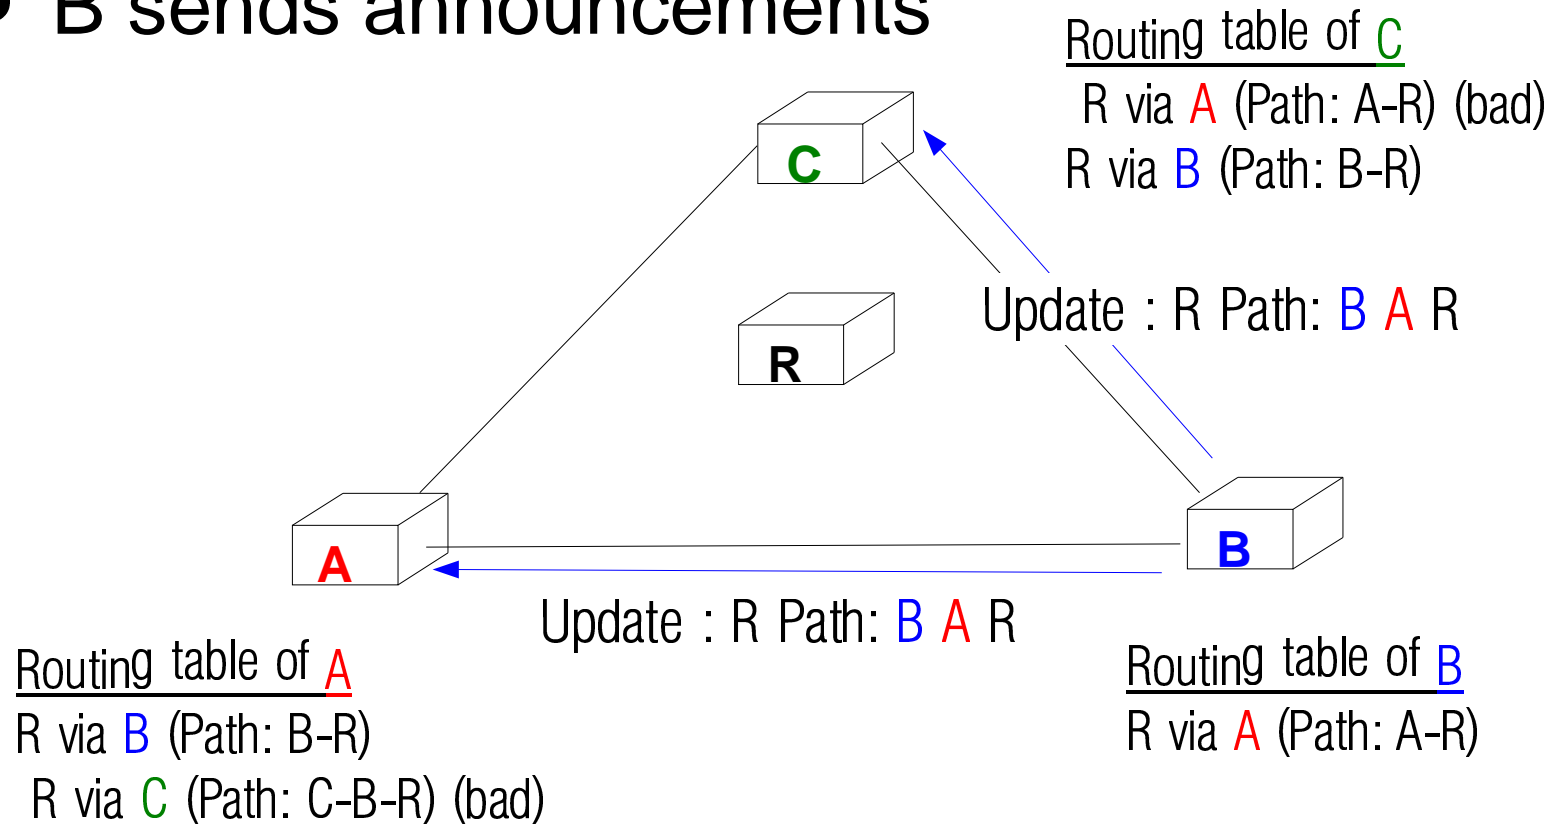 B sends announcements
Routing table of C
R via A (Path: A-R) (bad)
R via B (Path: B-R)
C
Update : R Path: B A R
R
A
B
Update : R Path: B A R
Routing table of A
R via B (Path: B-R)
R via C (Path: C-B-R) (bad)
Routing table of B
R via A (Path: A-R)